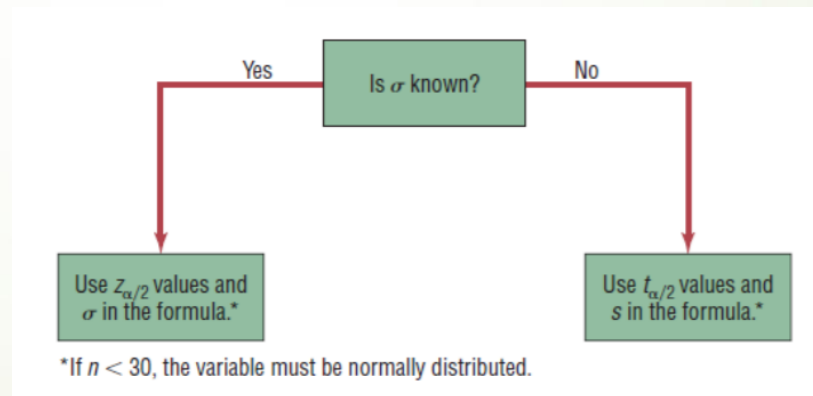 Is σ known?
Yes
No
Use zα/2 values and
σ in the formula.*
Use tα/2 values and
s in the formula.*
*If n < 30, the variable must be normally distributed.